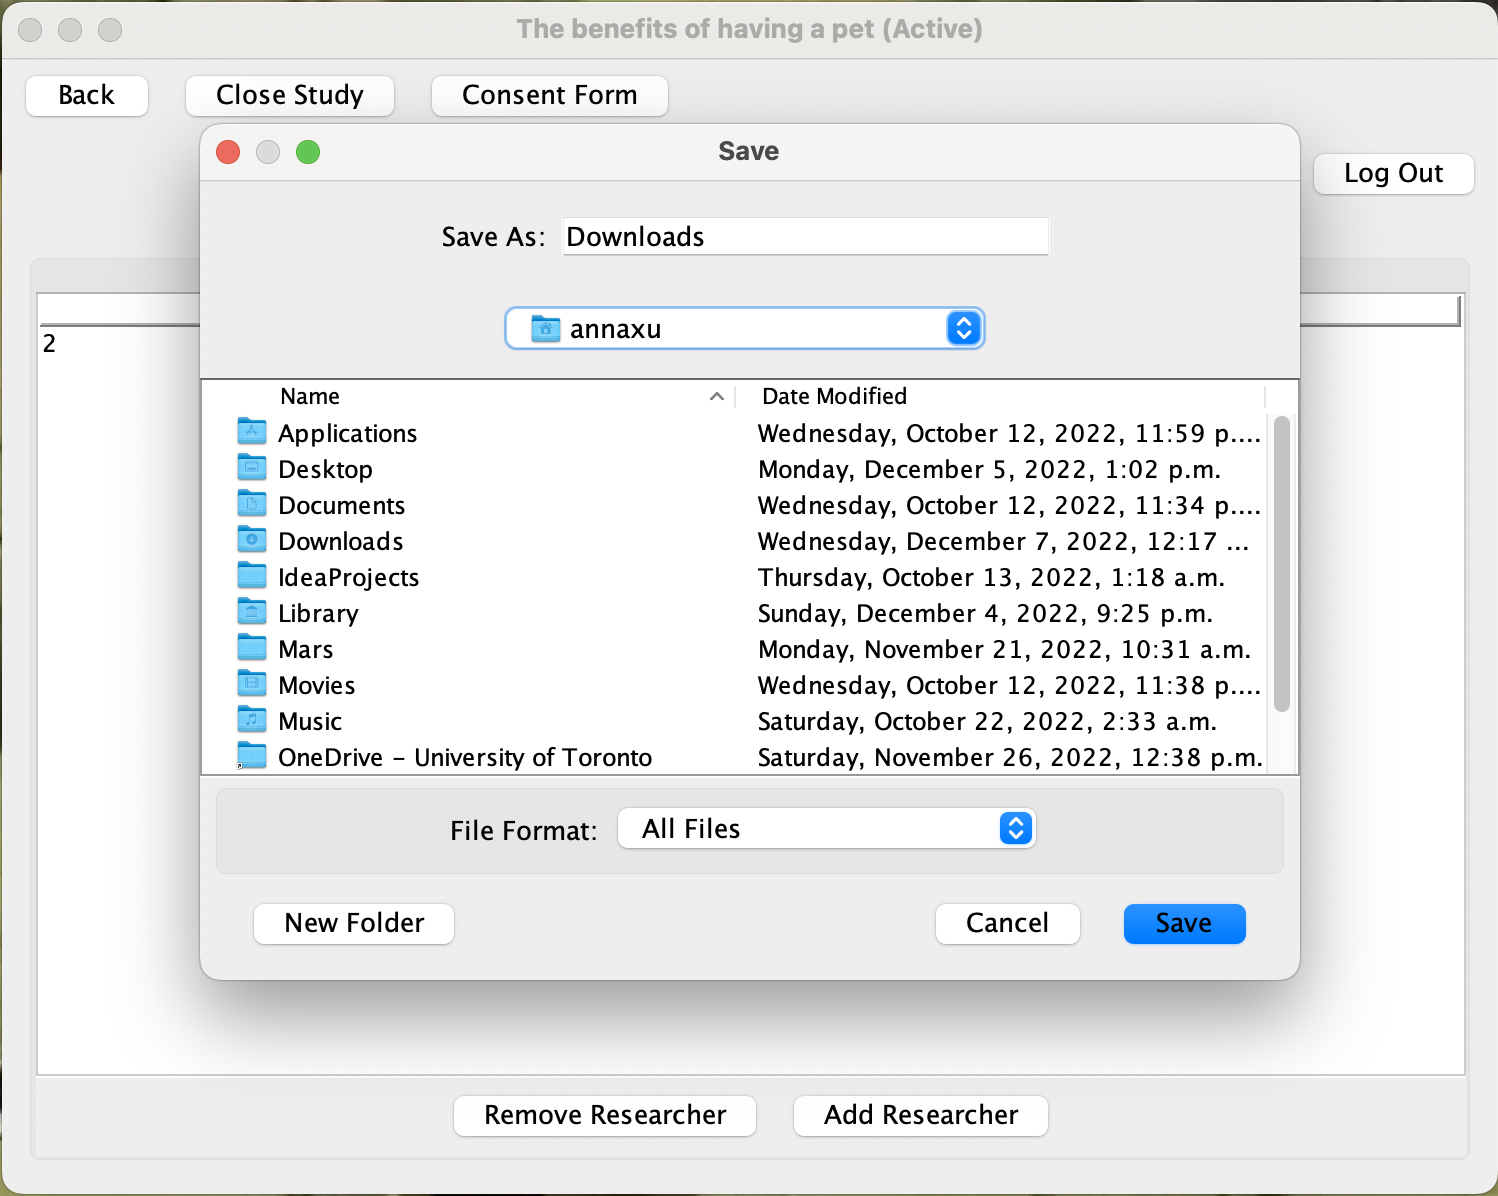 The benefits of having a pet (Active)
Back Close Study Consent Form
Save
Log Out
Save As: Downloads
annaxu
2
Name Date Modified
Applications Wednesday, October 12, 2022, 11:59 p....
Desktop Monday, December 5, 2022, 1:02 p.m.
Documents Wednesday, October 12, 2022, 11:34 p....
Downloads Wednesday, December 7, 2022, 12:17 ...
IdeaProjects Thursday, October 13, 2022, 1:18 a.m.
Library Sunday, December 4, 2022, 9:25 p.m.
Mars Monday, November 21, 2022, 10:31 a.m.
Movies Wednesday, October 12, 2022, 11:38 p....
Music Saturday, October 22, 2022, 2:33 a.m.
OneDrive – University of Toronto Saturday, November 26, 2022, 12:38 p.m.
File Format: All Files
New Folder Cancel Save
Remove Researcher Add Researcher